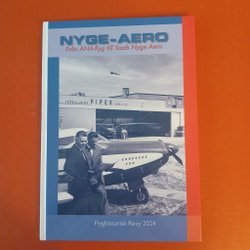 NYGE-AERO
Från ANA-flyg till Saab Nyge Aero
PIPER
Flyghistorisk Revy 2024